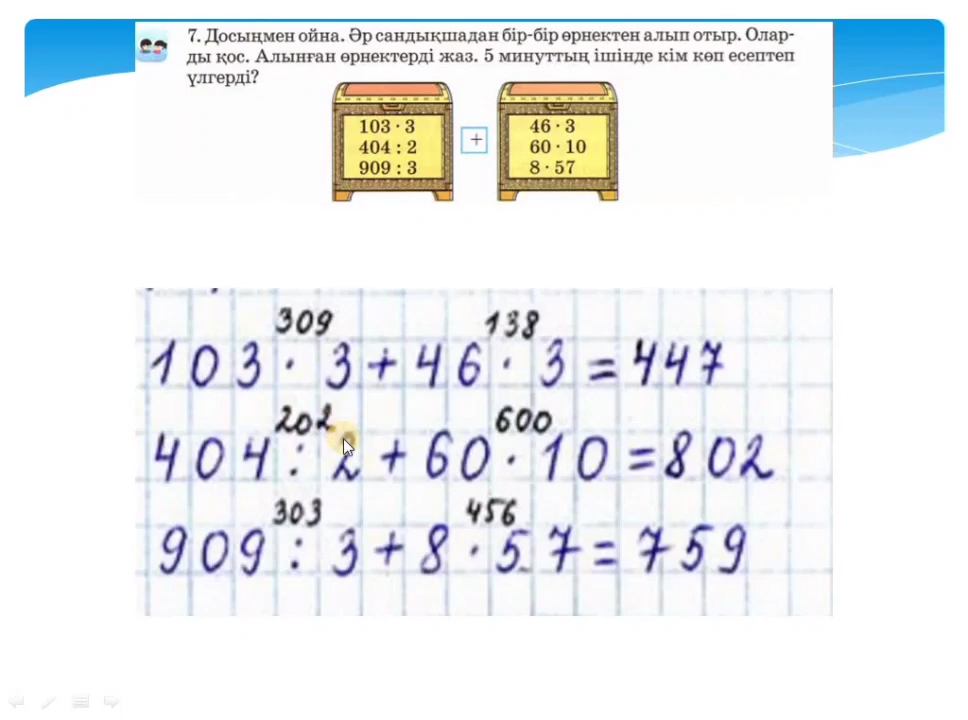 7. Досыңмен ойна. Әр сандықшадан бір-бір өрнектен алып отыр. Олар-
ды қос. Алынған өрнектерді жаз. 5 минуттың ішінде кім көп есептеп
үлгерді?
103 · 3
404 : 2
909 : 3
+
46 · 3
60 · 10
8 · 57
309 138
103 · 3 + 46 · 3 = 447
202 600
404 : 2 + 60 · 10 = 802
303 456
909 : 3 + 8 · 57 = 759